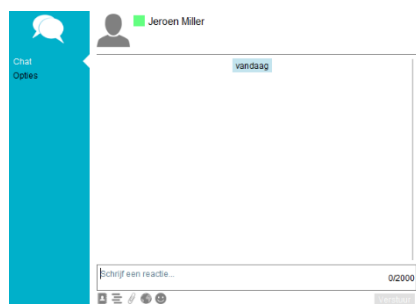 Jeroen Miller
Chat
Opties
vandaag
Schrijf een reactie...
0/2000
Verstuur